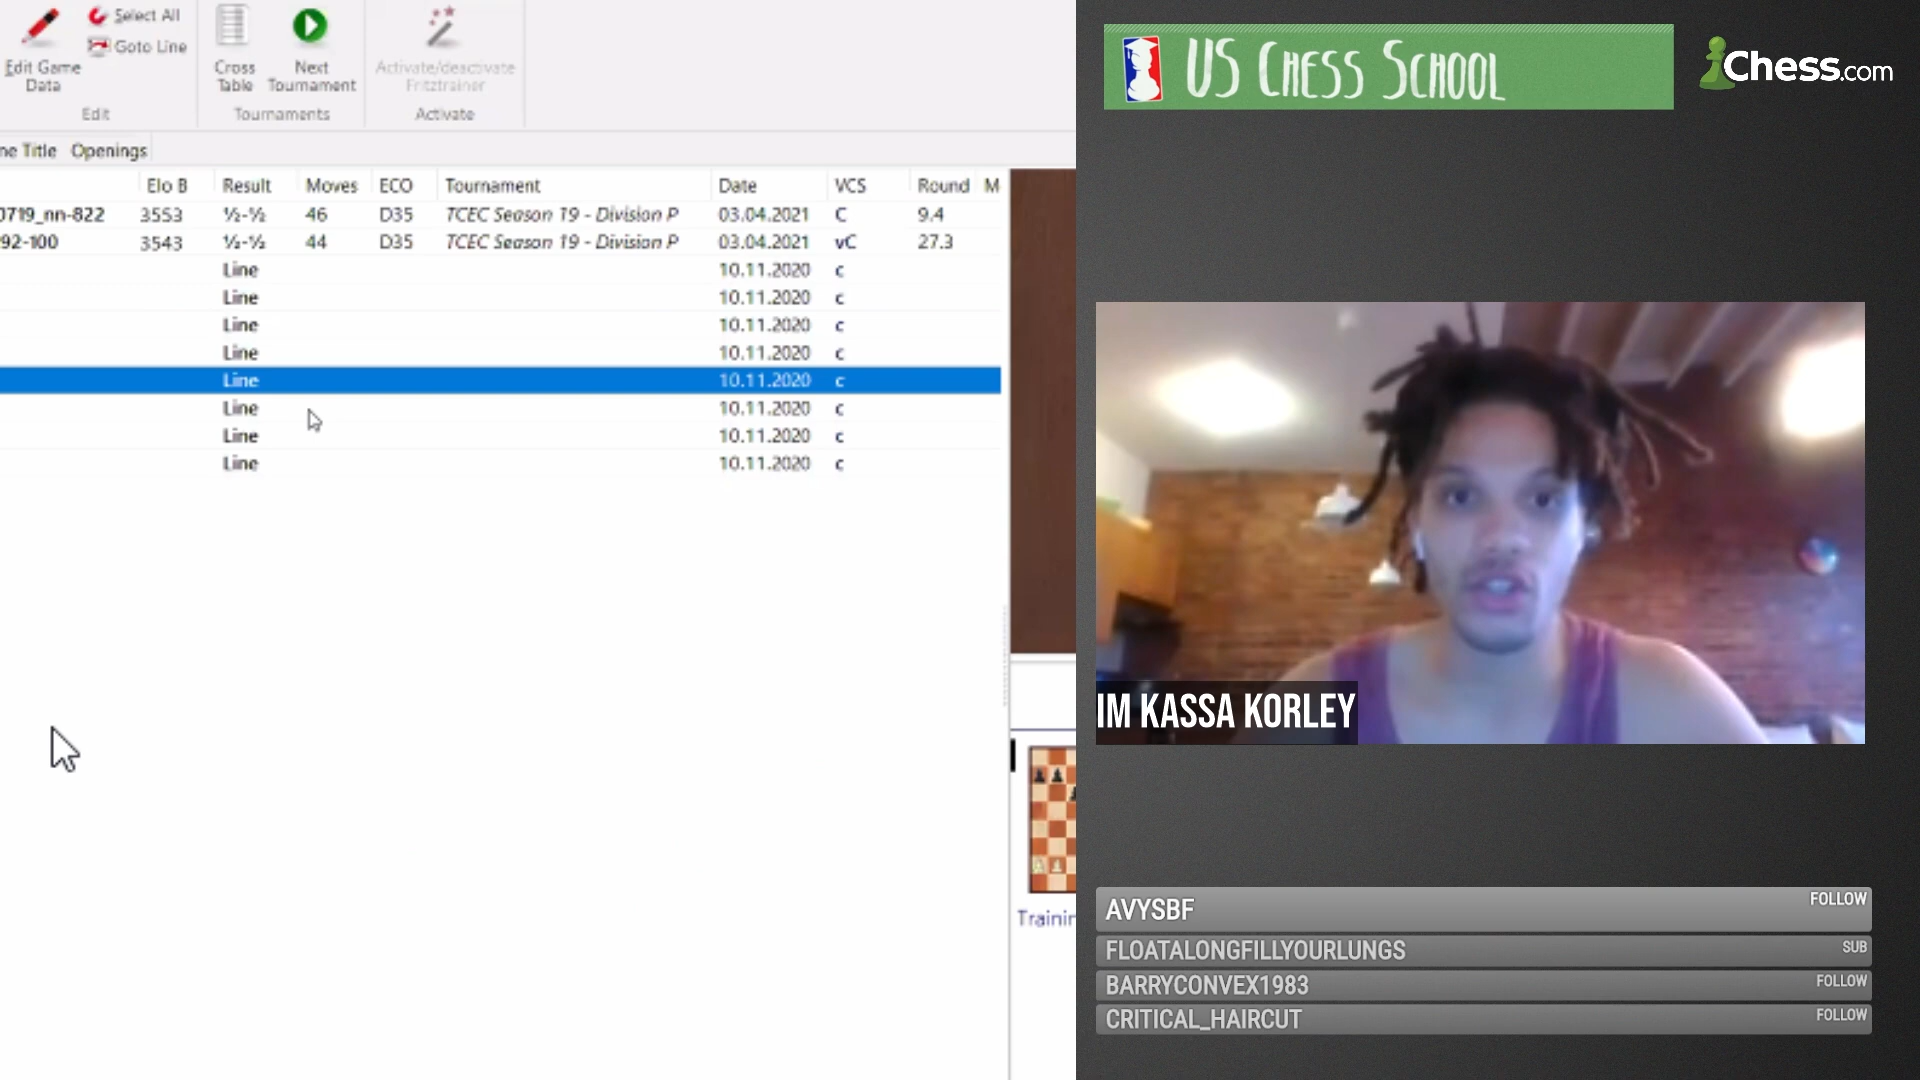 Select All
Goto Line
Edit Game
Data
Edit
Cross
Table
Next
Tournament
Tournaments
Activate/deactivate
Fritztrainer
Activate
ne Title Openings
Elo B Result Moves ECO Tournament Date VCS Round M
0719_nn-822 3553 ½-½ 46 D35 TCEC Season 19 - Division P 03.04.2021 C 9.4
92-100 3543 ½-½ 44 D35 TCEC Season 19 - Division P 03.04.2021 vC 27.3
Line 10.11.2020 c
Line 10.11.2020 c
Line 10.11.2020 c
Line 10.11.2020 c
Line 10.11.2020 c
Line 10.11.2020 c
Line 10.11.2020 c
Line 10.11.2020 c
Trainin
US CHESS SCHOOL
Chess.com
IM KASSA KORLEY
AVYSBF FOLLOW
FLOATALONGFILLYOURLUNGS SUB
BARRYCONVEX1983 FOLLOW
CRITICAL_HAIRCUT FOLLOW